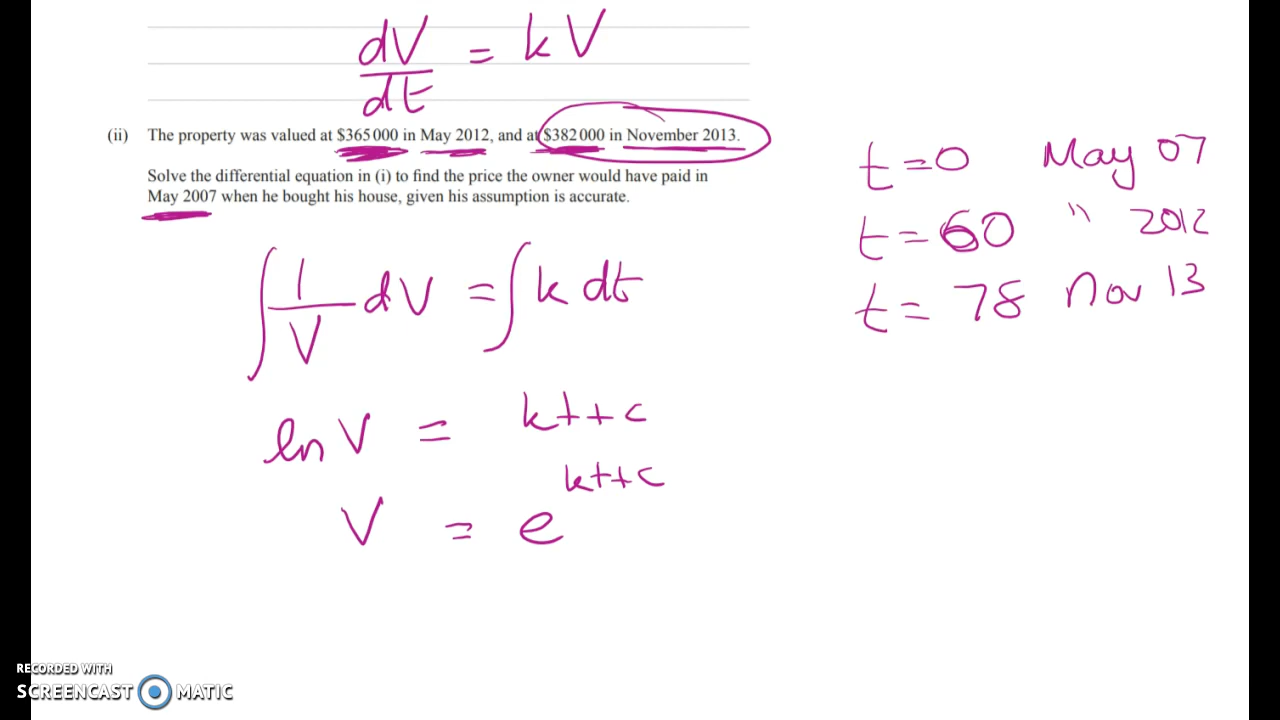 dV/dt = kV
(ii) The property was valued at $365 000 in May 2012, and at $382 000 in November 2013.
Solve the differential equation in (i) to find the price the owner would have paid in
May 2007 when he bought his house, given his assumption is accurate.
t=0 May 07
t=60 " 2012
t=78 Nov 13
∫ 1/V dV = ∫ k dt
ln V = kt+c
V = e^(kt+c)
RECORDED WITH
SCREENCAST MATIC